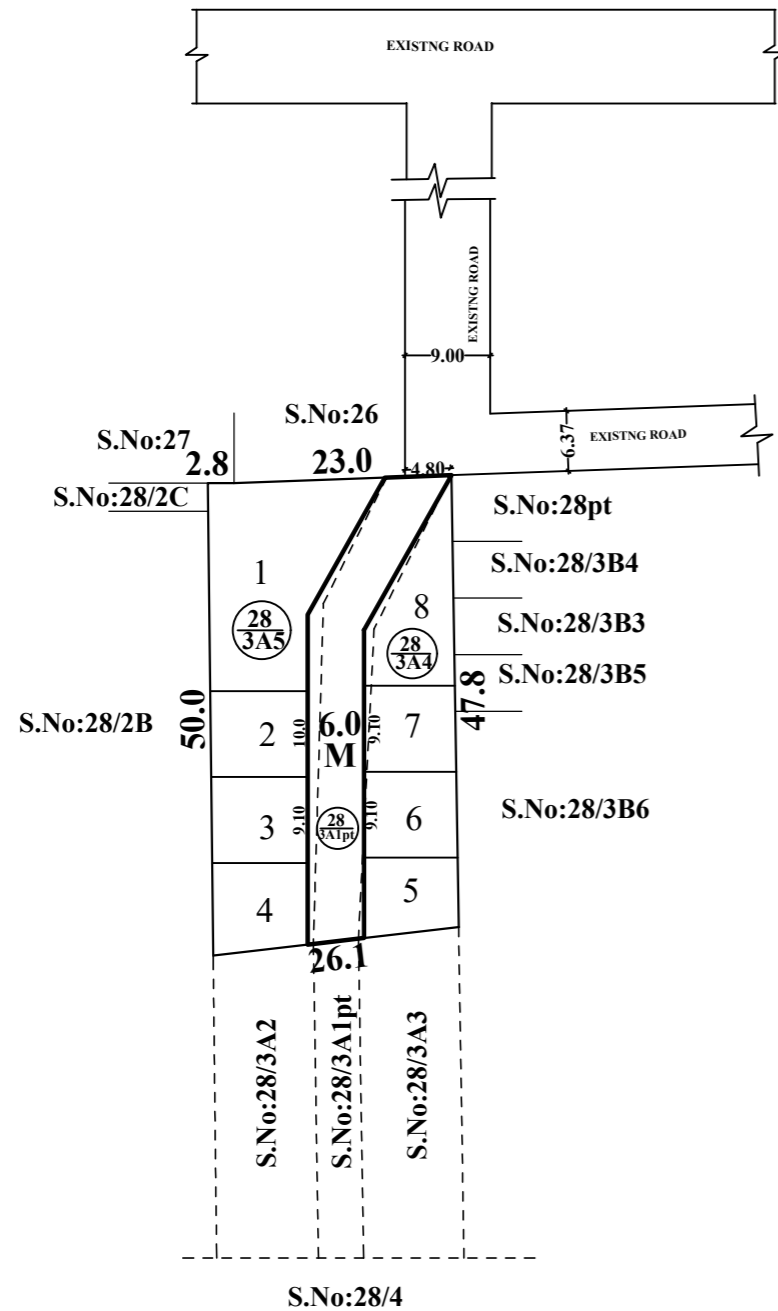 EXISTNG ROAD
EXISTNG ROAD
9.00
S.No:26
S.No:27
2.8
23.0
4.80
6.37
EXISTNG ROAD
S.No:28/2C
S.No:28pt
S.No:28/3B4
1
8
28
3A5
28
3A4
S.No:28/3B3
S.No:28/3B5
S.No:28/2B
50.0
2
10.0
6.0
M
9.10
7
47.8
3
9.10
28
3A1pt
9.10
6
S.No:28/3B6
4
5
26.1
S.No:28/3A2
S.No:28/3A1pt
S.No:28/3A3
S.No:28/4